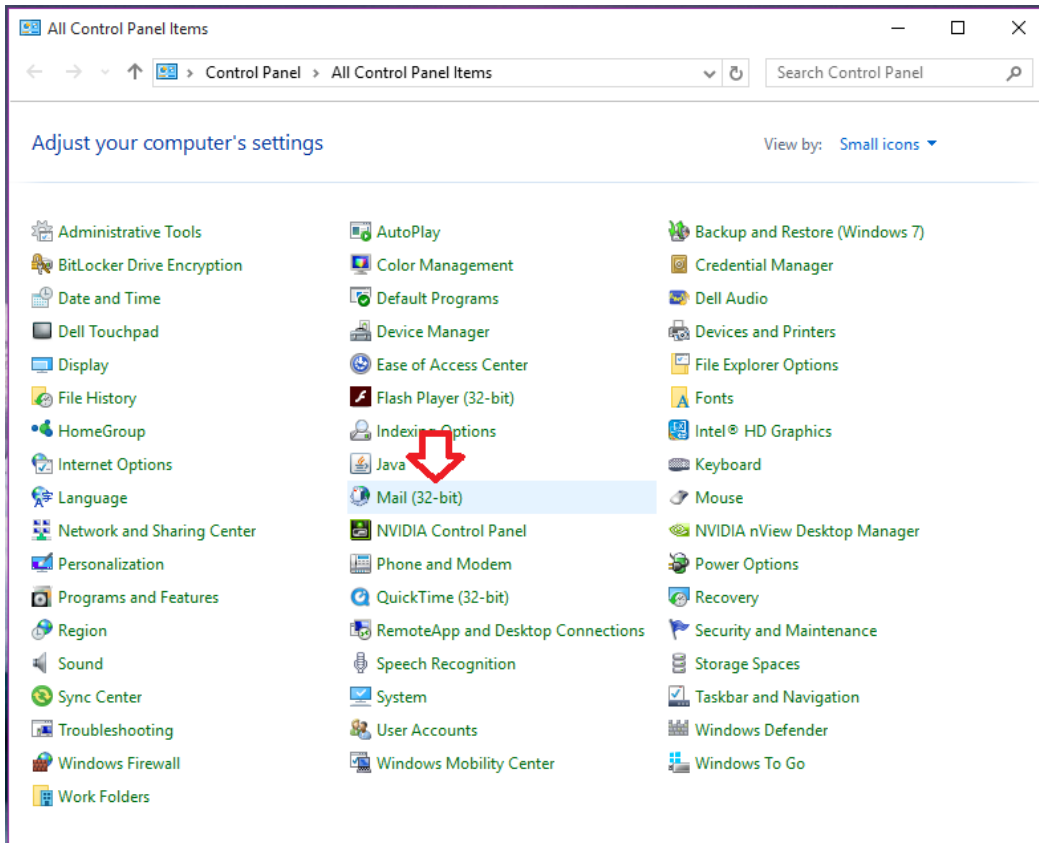 All Control Panel Items
Control Panel > All Control Panel Items
Search Control Panel
Adjust your computer's settings
View by: Small icons
Administrative Tools
AutoPlay
Backup and Restore (Windows 7)
BitLocker Drive Encryption
Color Management
Credential Manager
Date and Time
Default Programs
Dell Audio
Dell Touchpad
Device Manager
Devices and Printers
Display
Ease of Access Center
File Explorer Options
File History
Flash Player (32-bit)
Fonts
HomeGroup
Indexing Options
Intel® HD Graphics
Internet Options
Java
Keyboard
Language
Mail (32-bit)
Mouse
Network and Sharing Center
NVIDIA Control Panel
NVIDIA nView Desktop Manager
Personalization
Phone and Modem
Power Options
Programs and Features
QuickTime (32-bit)
Recovery
Region
RemoteApp and Desktop Connections
Security and Maintenance
Sound
Speech Recognition
Storage Spaces
Sync Center
System
Taskbar and Navigation
Troubleshooting
User Accounts
Windows Defender
Windows Firewall
Windows Mobility Center
Windows To Go
Work Folders